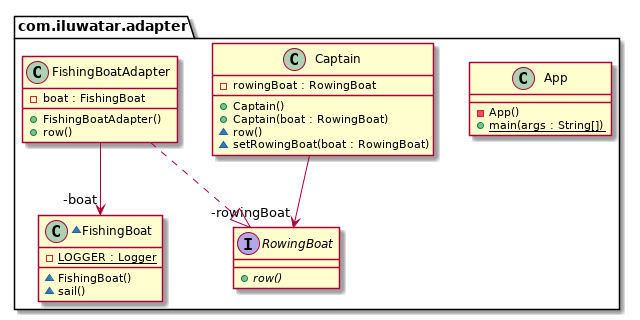 com.iluwatar.adapter
C FishingBoatAdapter
boat : FishingBoat
FishingBoatAdapter()
row()
C Captain
rowingBoat : RowingBoat
Captain()
Captain(boat : RowingBoat)
row()
setRowingBoat(boat : RowingBoat)
C App
App()
main(args : String[])
-boat
-rowingBoat
C FishingBoat
LOGGER : Logger
FishingBoat()
sail()
I RowingBoat
row()